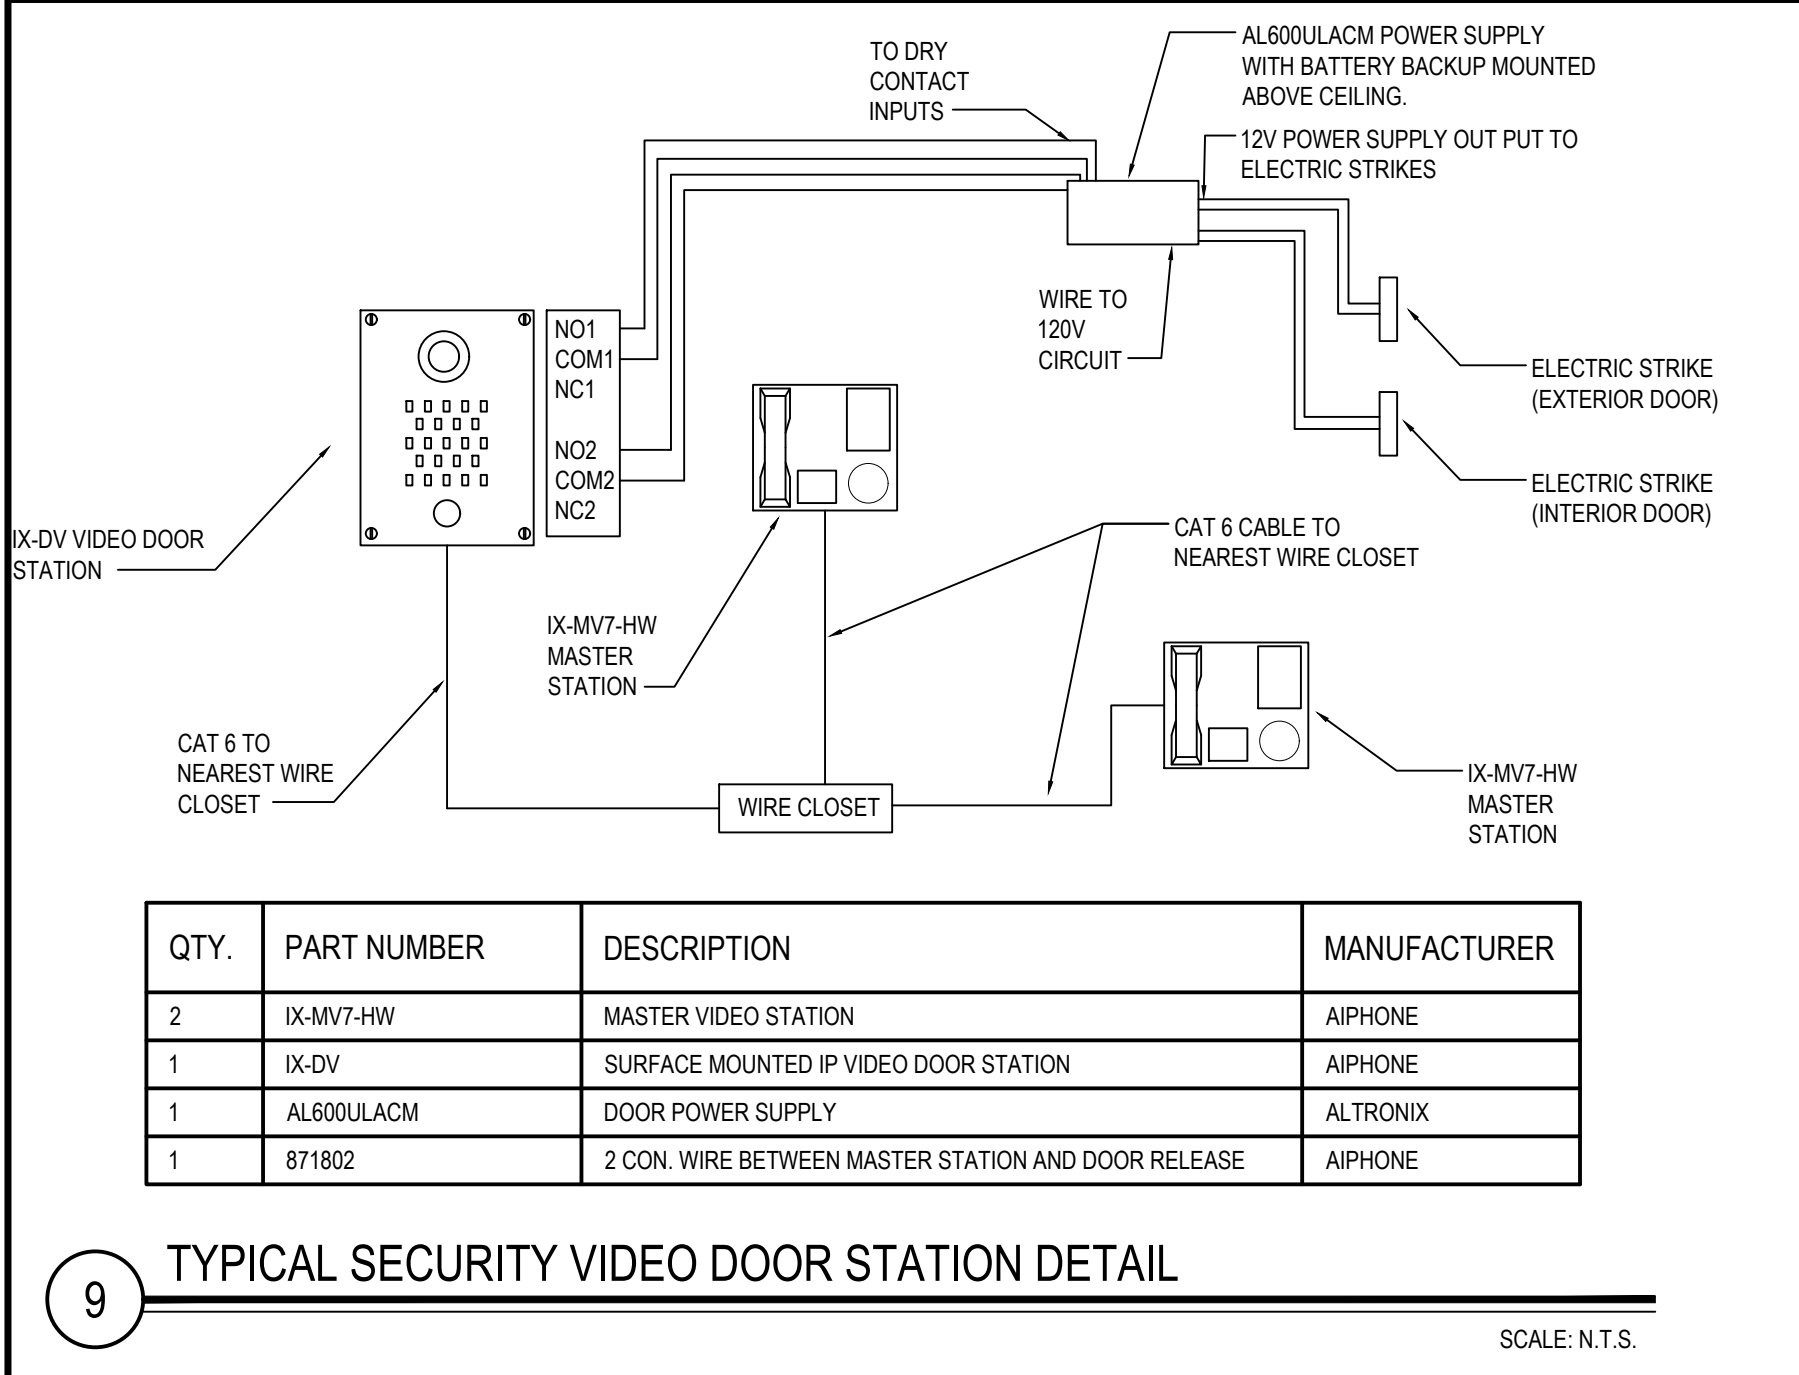 TO DRY
CONTACT
INPUTS
AL600ULACM POWER SUPPLY
WITH BATTERY BACKUP MOUNTED
ABOVE CEILING.
12V POWER SUPPLY OUT PUT TO
ELECTRIC STRIKES
WIRE TO
120V
CIRCUIT
NO1
COM1
NC1
NO2
COM2
NC2
ELECTRIC STRIKE
(EXTERIOR DOOR)
ELECTRIC STRIKE
(INTERIOR DOOR)
IX-DV VIDEO DOOR
STATION
CAT 6 CABLE TO
NEAREST WIRE CLOSET
IX-MV7-HW
MASTER
STATION
CAT 6 TO
NEAREST WIRE
CLOSET
WIRE CLOSET
IX-MV7-HW
MASTER
STATION
QTY. PART NUMBER DESCRIPTION MANUFACTURER
2 IX-MV7-HW MASTER VIDEO STATION AIPHONE
1 IX-DV SURFACE MOUNTED IP VIDEO DOOR STATION AIPHONE
1 AL600ULACM DOOR POWER SUPPLY ALTRONIX
1 871802 2 CON. WIRE BETWEEN MASTER STATION AND DOOR RELEASE AIPHONE
9 TYPICAL SECURITY VIDEO DOOR STATION DETAIL
SCALE: N.T.S.